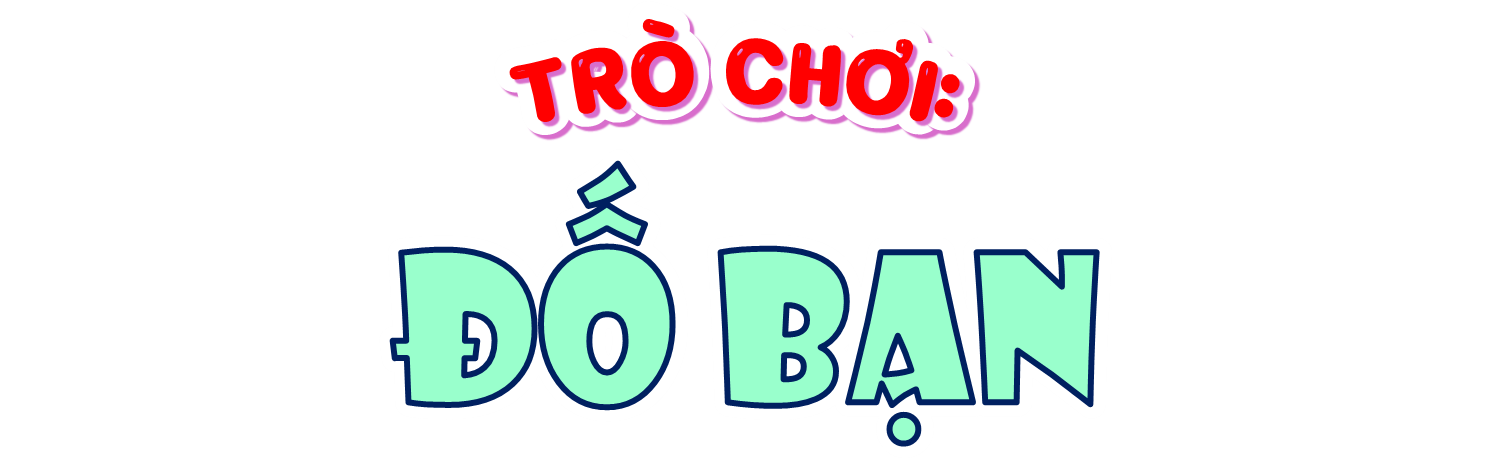 TRÒ CHƠI:
ĐỐ BẠN